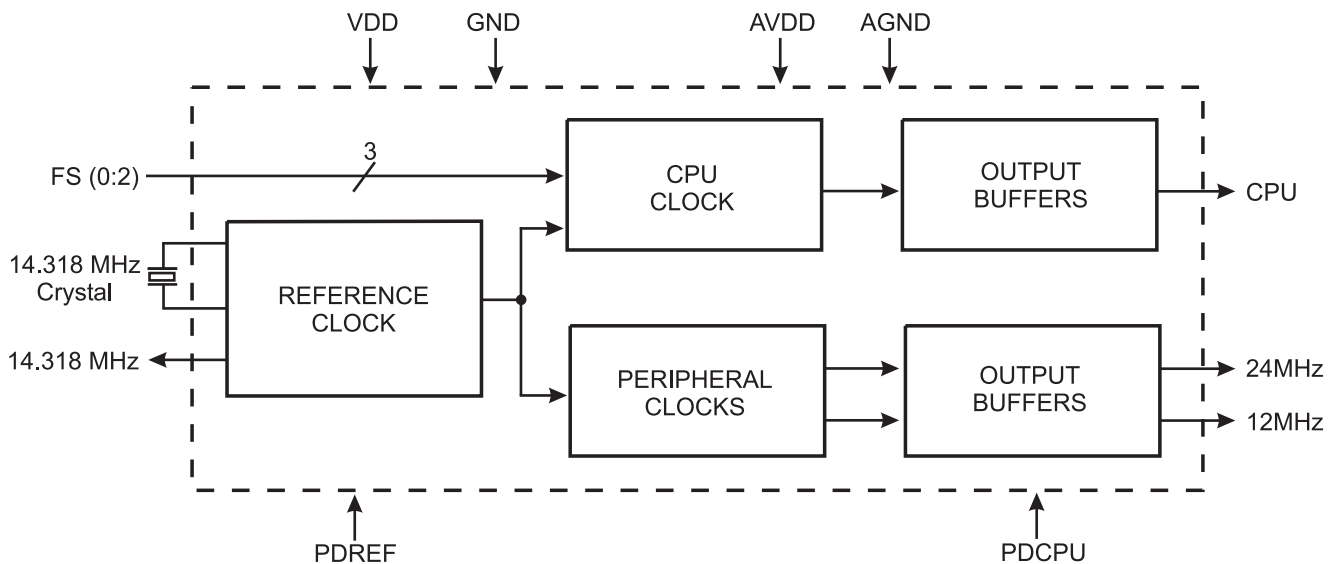 VDD
GND
AVDD
AGND
3
FS (0:2)
CPU
CLOCK
OUTPUT
BUFFERS
CPU
14.318 MHz
Crystal
REFERENCE
CLOCK
14.318 MHz
PERIPHERAL
CLOCKS
OUTPUT
BUFFERS
24MHz
12MHz
PDREF
PDCPU